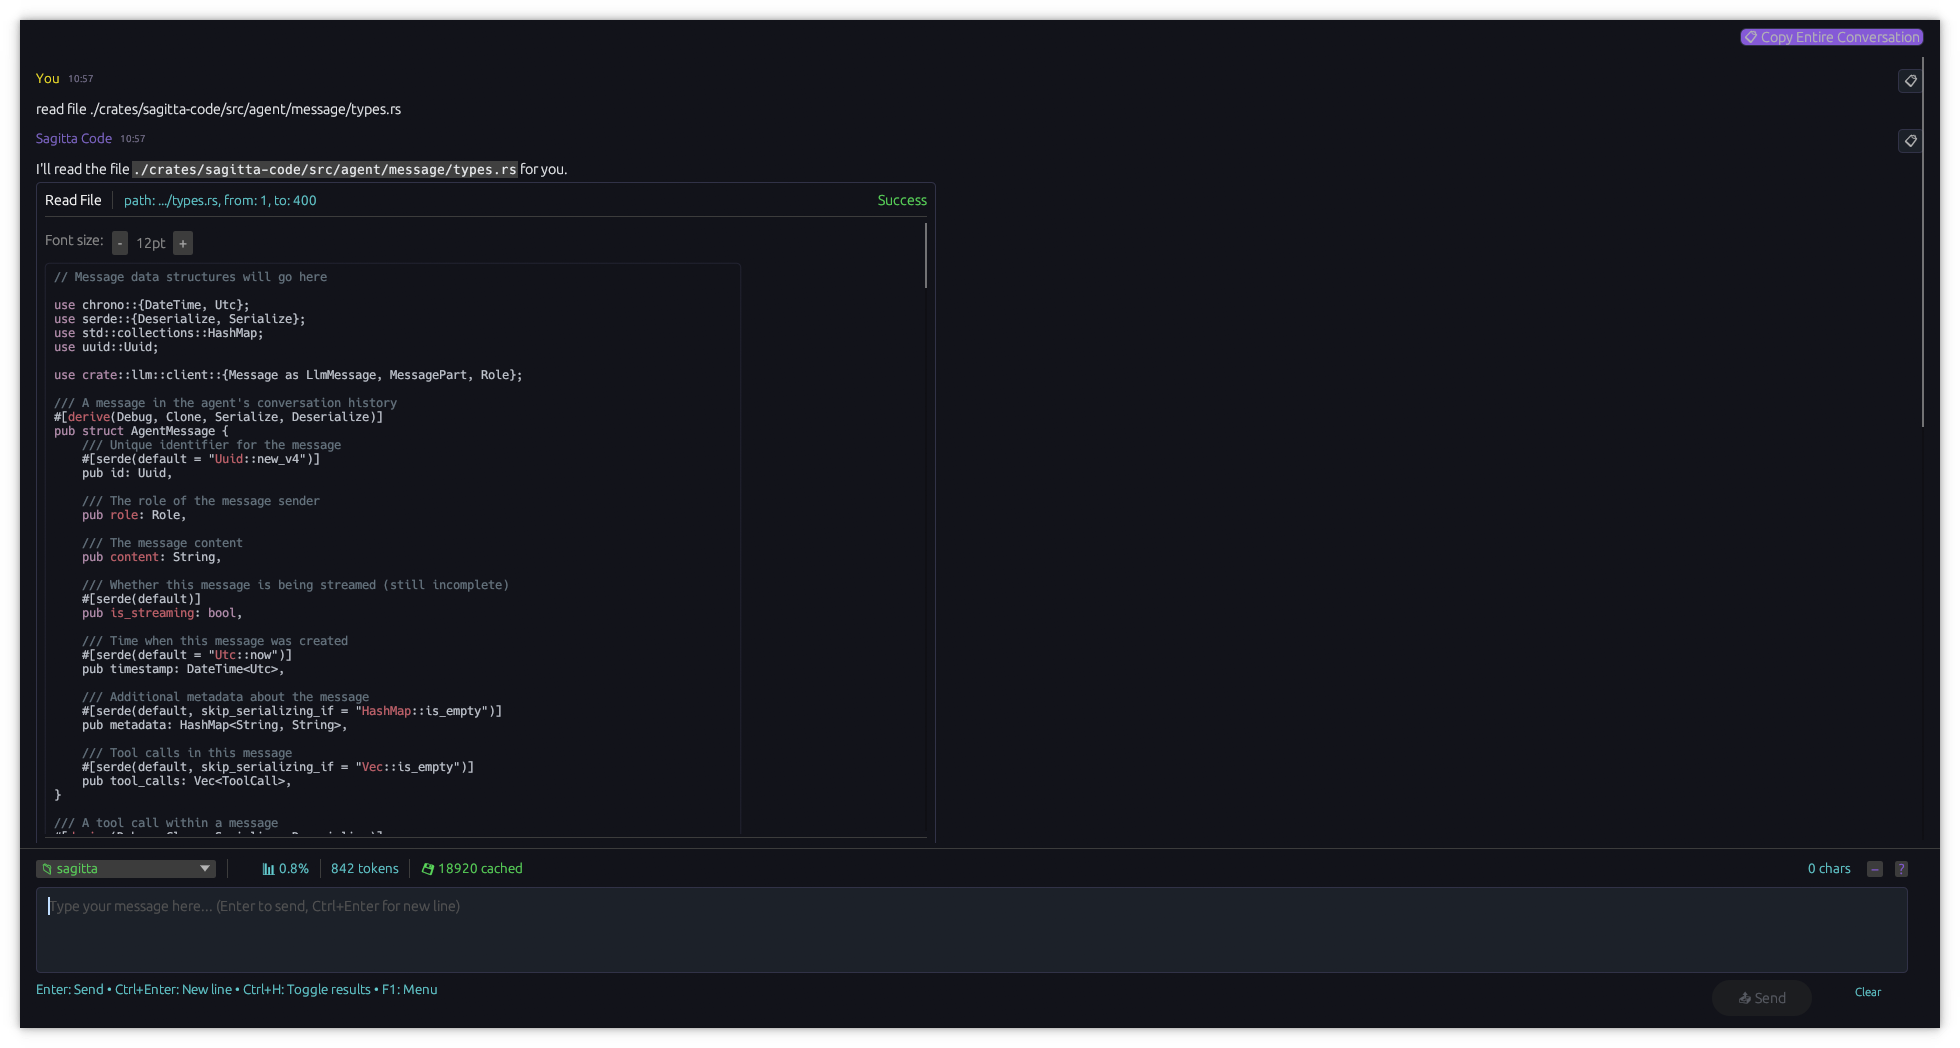 Copy Entire Conversation
You 10:57
read file ./crates/sagitta-code/src/agent/message/types.rs
Sagitta Code 10:57
I'll read the file ./crates/sagitta-code/src/agent/message/types.rs for you.
Read File path: .../types.rs, from: 1, to: 400 Success
Font size: - 12pt +
// Message data structures will go here
use chrono::{DateTime, Utc};
use serde::{Deserialize, Serialize};
use std::collections::HashMap;
use uuid::Uuid;
use crate::llm::client::{Message as LlmMessage, MessagePart, Role};
/// A message in the agent's conversation history
#[derive(Debug, Clone, Serialize, Deserialize)]
pub struct AgentMessage {
    /// Unique identifier for the message
    #[serde(default = "Uuid::new_v4")]
    pub id: Uuid,
    /// The role of the message sender
    pub role: Role,
    /// The message content
    pub content: String,
    /// Whether this message is being streamed (still incomplete)
    #[serde(default)]
    pub is_streaming: bool,
    /// Time when this message was created
    #[serde(default = "Utc::now")]
    pub timestamp: DateTime<Utc>,
    /// Additional metadata about the message
    #[serde(default, skip_serializing_if = "HashMap::is_empty")]
    pub metadata: HashMap<String, String>,
    /// Tool calls in this message
    #[serde(default, skip_serializing_if = "Vec::is_empty")]
    pub tool_calls: Vec<ToolCall>,
}
/// A tool call within a message
sagitta 0.8% 842 tokens 18920 cached 0 chars − ?
Type your message here... (Enter to send, Ctrl+Enter for new line)
Enter: Send • Ctrl+Enter: New line • Ctrl+H: Toggle results • F1: Menu
Send Clear